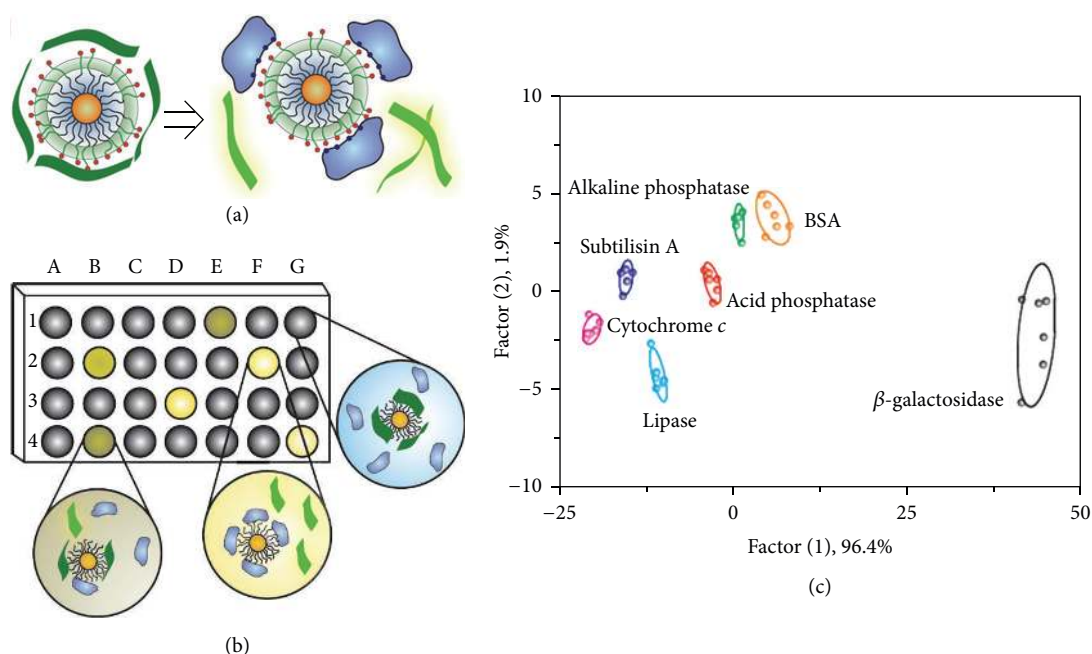 (a)
A B C D E F G
1
2
3
4
(b)
10
5
0
−5
−10
Factor (2), 1.9%
Alkaline phosphatase
BSA
Subtilisin A
Acid phosphatase
Cytochrome c
Lipase
β-galactosidase
−25 0 25 50
Factor (1), 96.4%
(c)